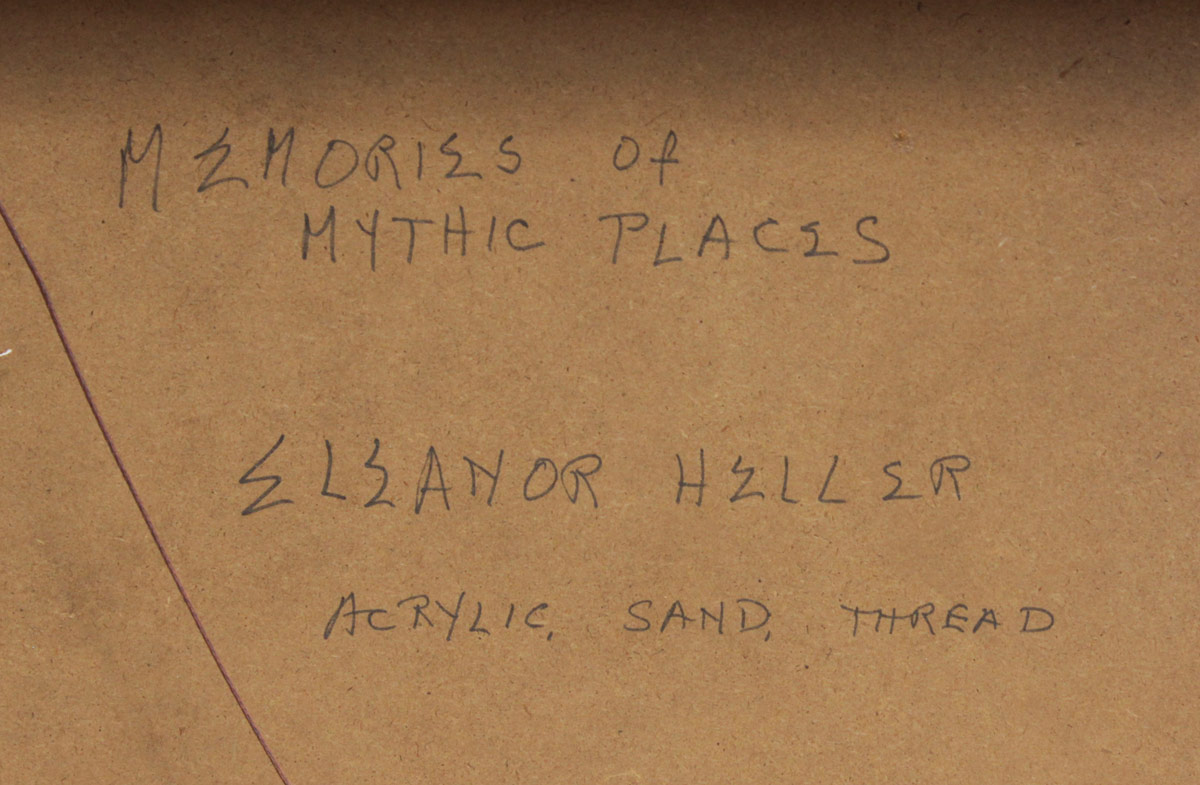 MEMORIES Of
MYTHIC PLACES
ELEANOR HELLER
ACRYLIC, SAND, THREAD